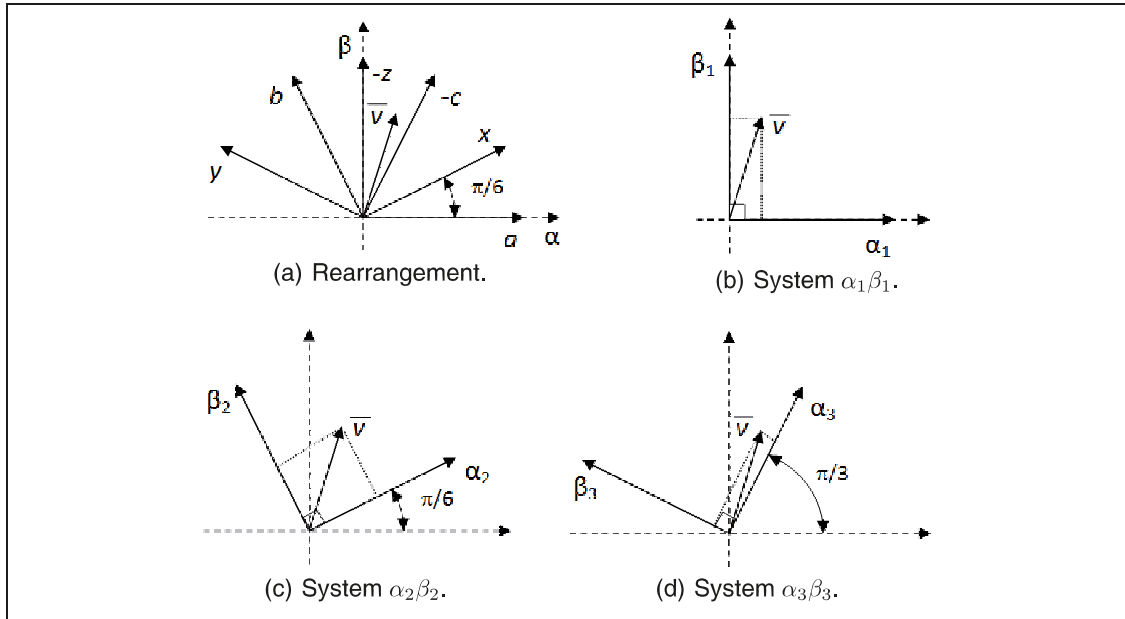 β
-z
b
v̅
-c
x
y
π/6
a
α
(a) Rearrangement.
β₁
v̅
α₁
(b) System α₁β₁.
β₂
v̅
α₂
π/6
(c) System α₂β₂.
α₃
v̅
π/3
β₃
(d) System α₃β₃.